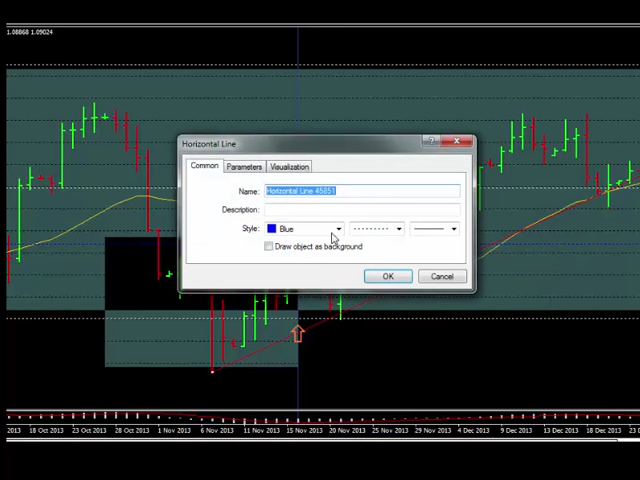 1.08868 1.09024
Horizontal Line
Common Parameters Visualization
Name: Horizontal Line 45851
Description:
Style: Blue
Draw object as background
OK Cancel
2013 18 Oct 2013 23 Oct 2013 28 Oct 2013 1 Nov 2013 6 Nov 2013 11 Nov 2013 15 Nov 2013 20 Nov 2013 25 Nov 2013 29 Nov 2013 4 Dec 2013 9 Dec 2013 13 Dec 2013 18 Dec 2013 23 D